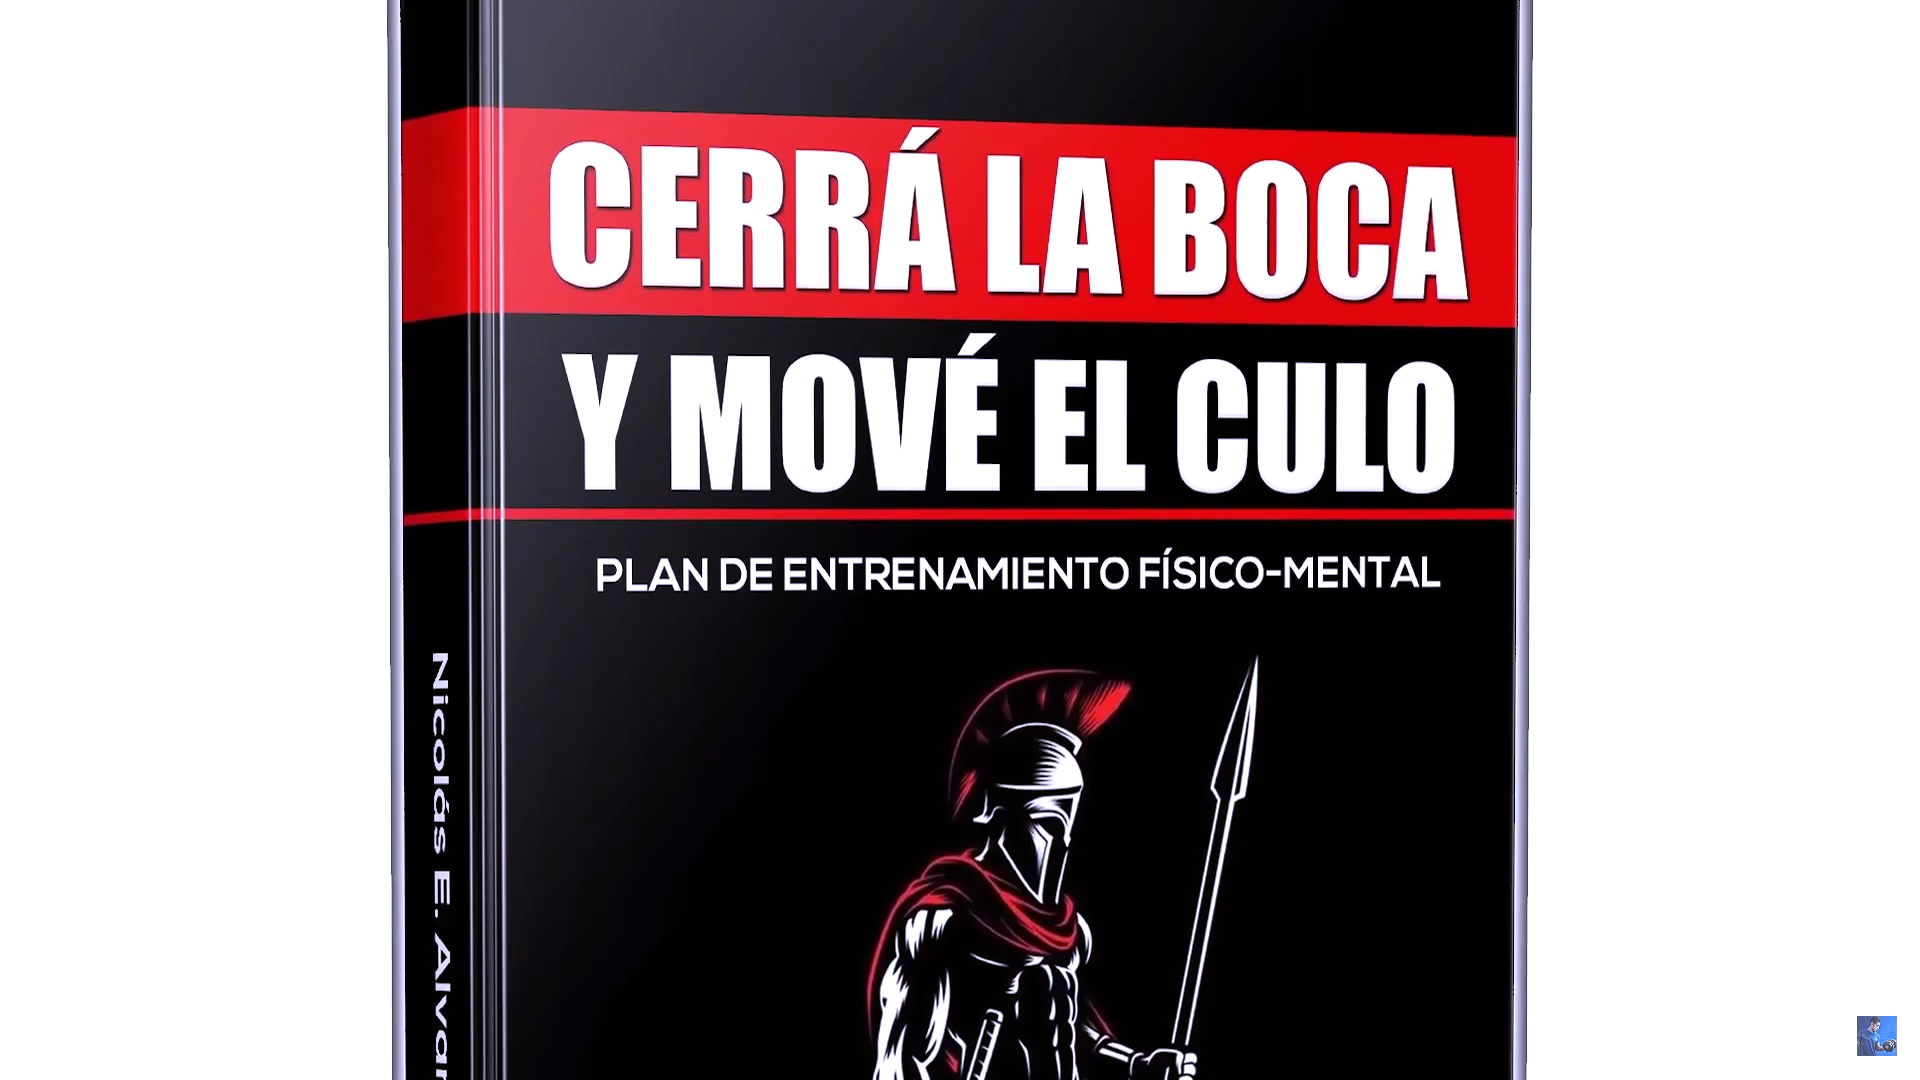 CERRÁ LA BOCA
Y MOVÉ EL CULO
PLAN DE ENTRENAMIENTO FÍSICO-MENTAL
Nicolás E.